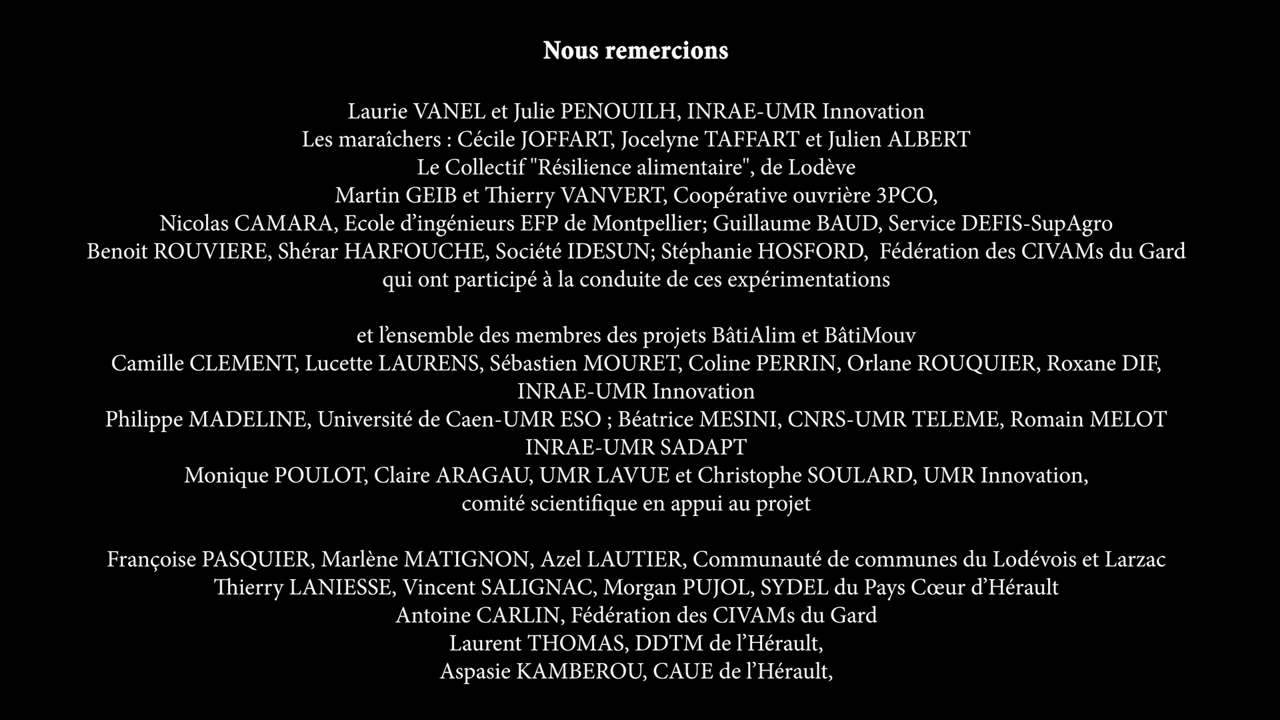 Nous remercions
Laurie VANEL et Julie PENOUILH, INRAE-UMR Innovation
Les maraîchers : Cécile JOFFART, Jocelyne TAFFART et Julien ALBERT
Le Collectif "Résilience alimentaire", de Lodève
Martin GEIB et Thierry VANVERT, Coopérative ouvrière 3PCO,
Nicolas CAMARA, Ecole d’ingénieurs EFP de Montpellier; Guillaume BAUD, Service DEFIS-SupAgro
Benoit ROUVIERE, Shérar HARFOUCHE, Société IDESUN; Stéphanie HOSFORD,  Fédération des CIVAMs du Gard
qui ont participé à la conduite de ces expérimentations
et l’ensemble des membres des projets BâtiAlim et BâtiMouv
Camille CLEMENT, Lucette LAURENS, Sébastien MOURET, Coline PERRIN, Orlane ROUQUIER, Roxane DIF,
INRAE-UMR Innovation
Philippe MADELINE, Université de Caen-UMR ESO ; Béatrice MESINI, CNRS-UMR TELEME, Romain MELOT
INRAE-UMR SADAPT
Monique POULOT, Claire ARAGAU, UMR LAVUE et Christophe SOULARD, UMR Innovation,
comité scientifique en appui au projet
Françoise PASQUIER, Marlène MATIGNON, Azel LAUTIER, Communauté de communes du Lodévois et Larzac
Thierry LANIESSE, Vincent SALIGNAC, Morgan PUJOL, SYDEL du Pays Cœur d’Hérault
Antoine CARLIN, Fédération des CIVAMs du Gard
Laurent THOMAS, DDTM de l’Hérault,
Aspasie KAMBEROU, CAUE de l’Hérault,